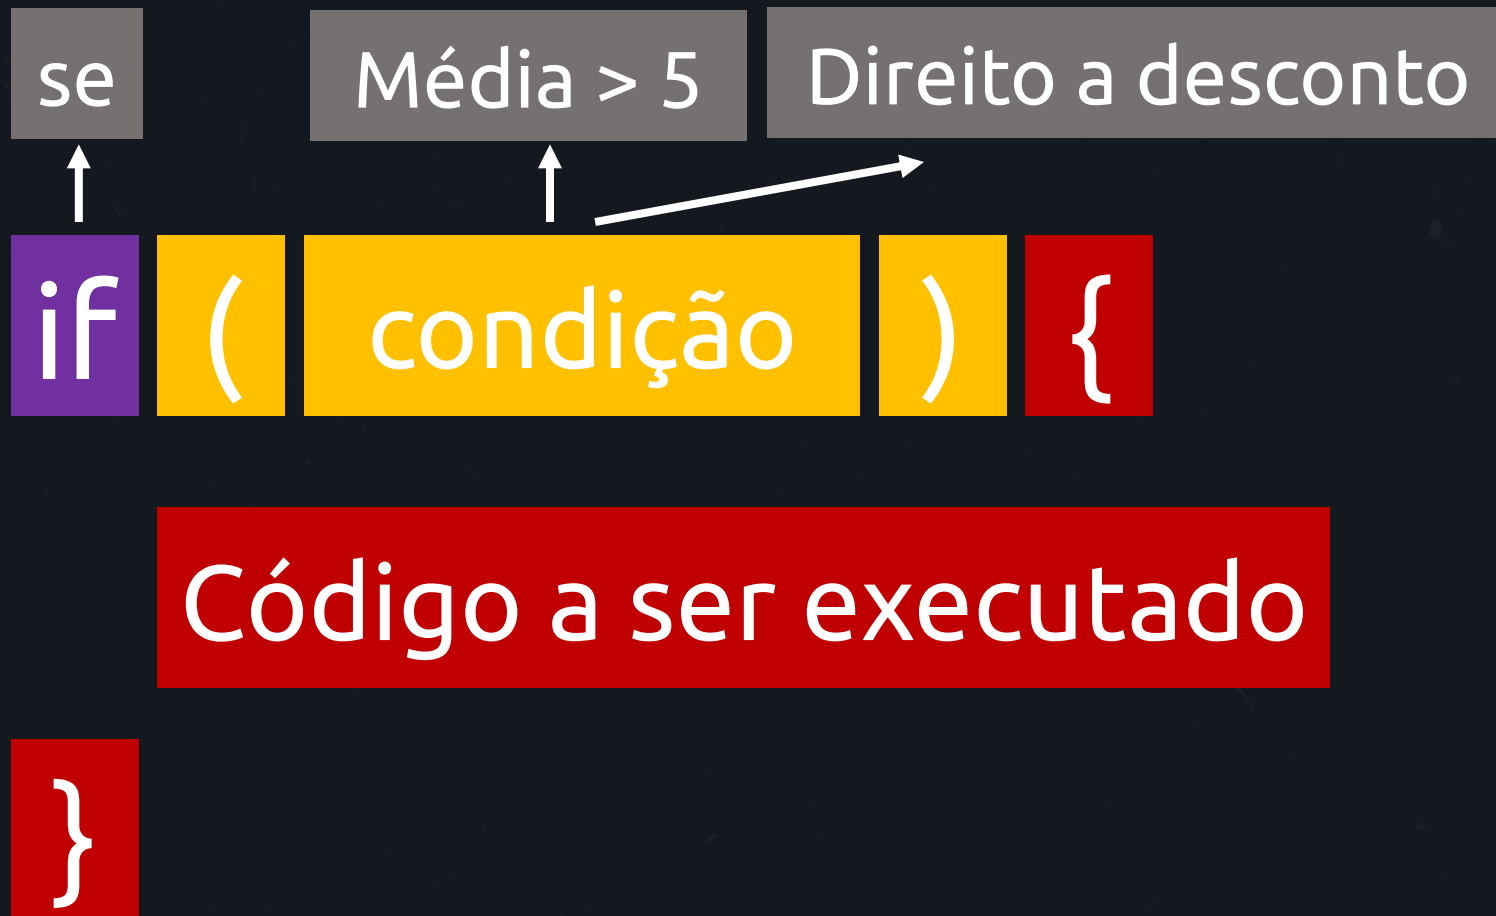 se Média > 5 Direito a desconto
if ( condição ) {
Código a ser executado
}